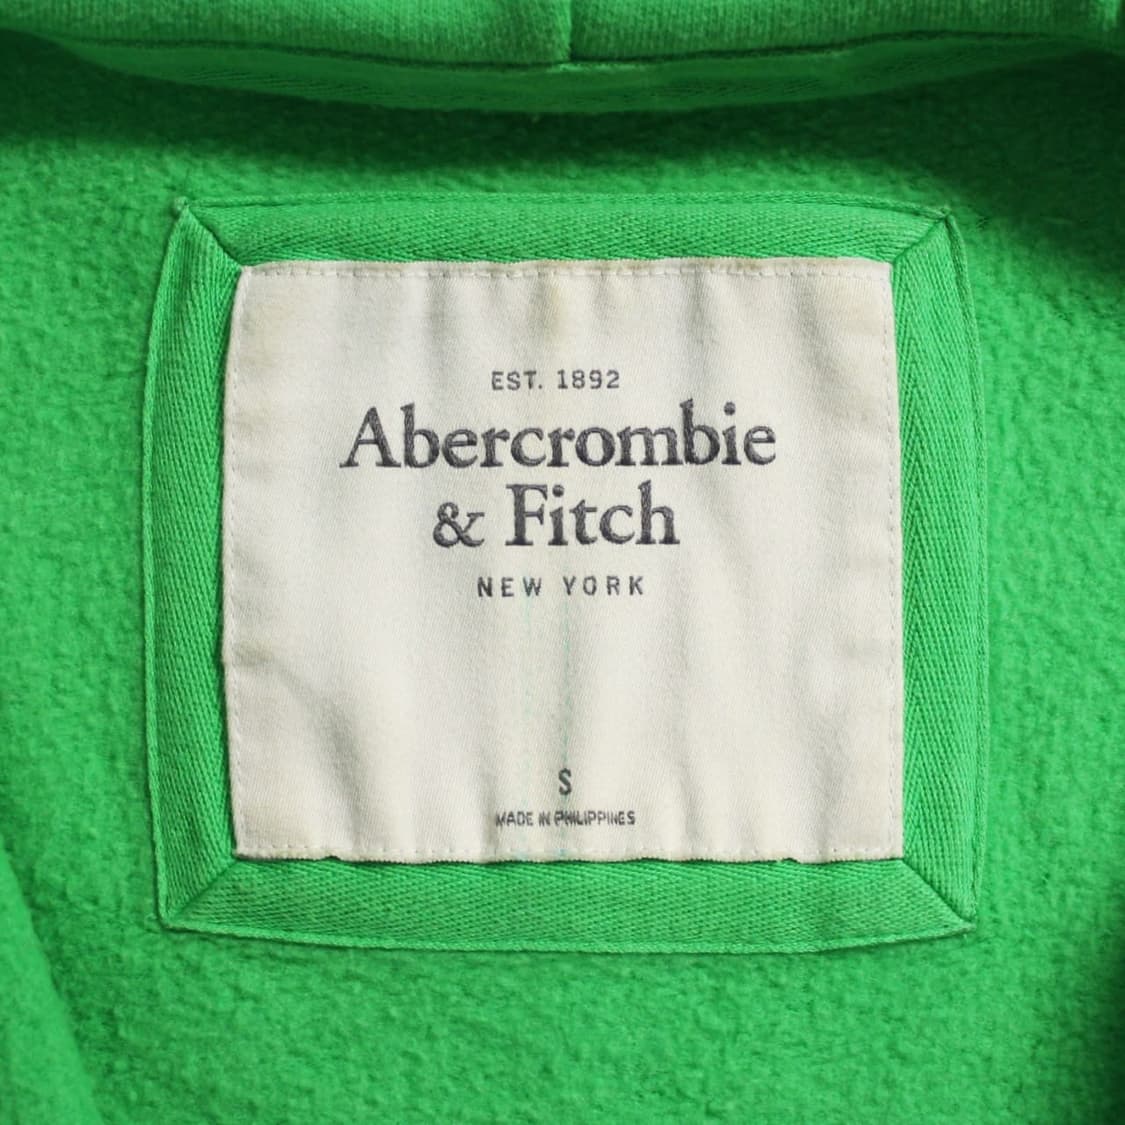 EST. 1892
Abercrombie
& Fitch
NEW YORK
S
MADE IN PHILIPPINES